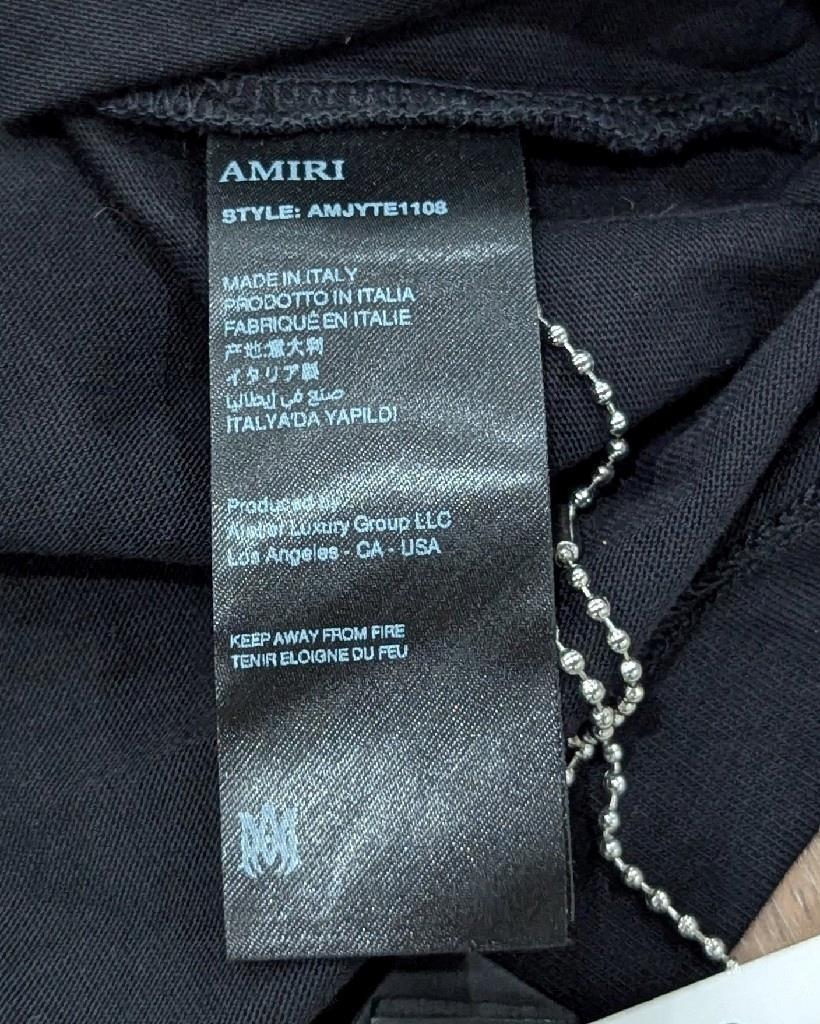 AMIRI
STYLE: AMJYTE1108
MADE IN ITALY
PRODOTTO IN ITALIA
FABRIQUÉ EN ITALIE
产地:意大利
イタリア製
صنع في إيطاليا
ITALYA'DA YAPILDI
Produced by:
Atelier Luxury Group LLC
Los Angeles - CA - USA
KEEP AWAY FROM FIRE
TENIR ELOIGNE DU FEU